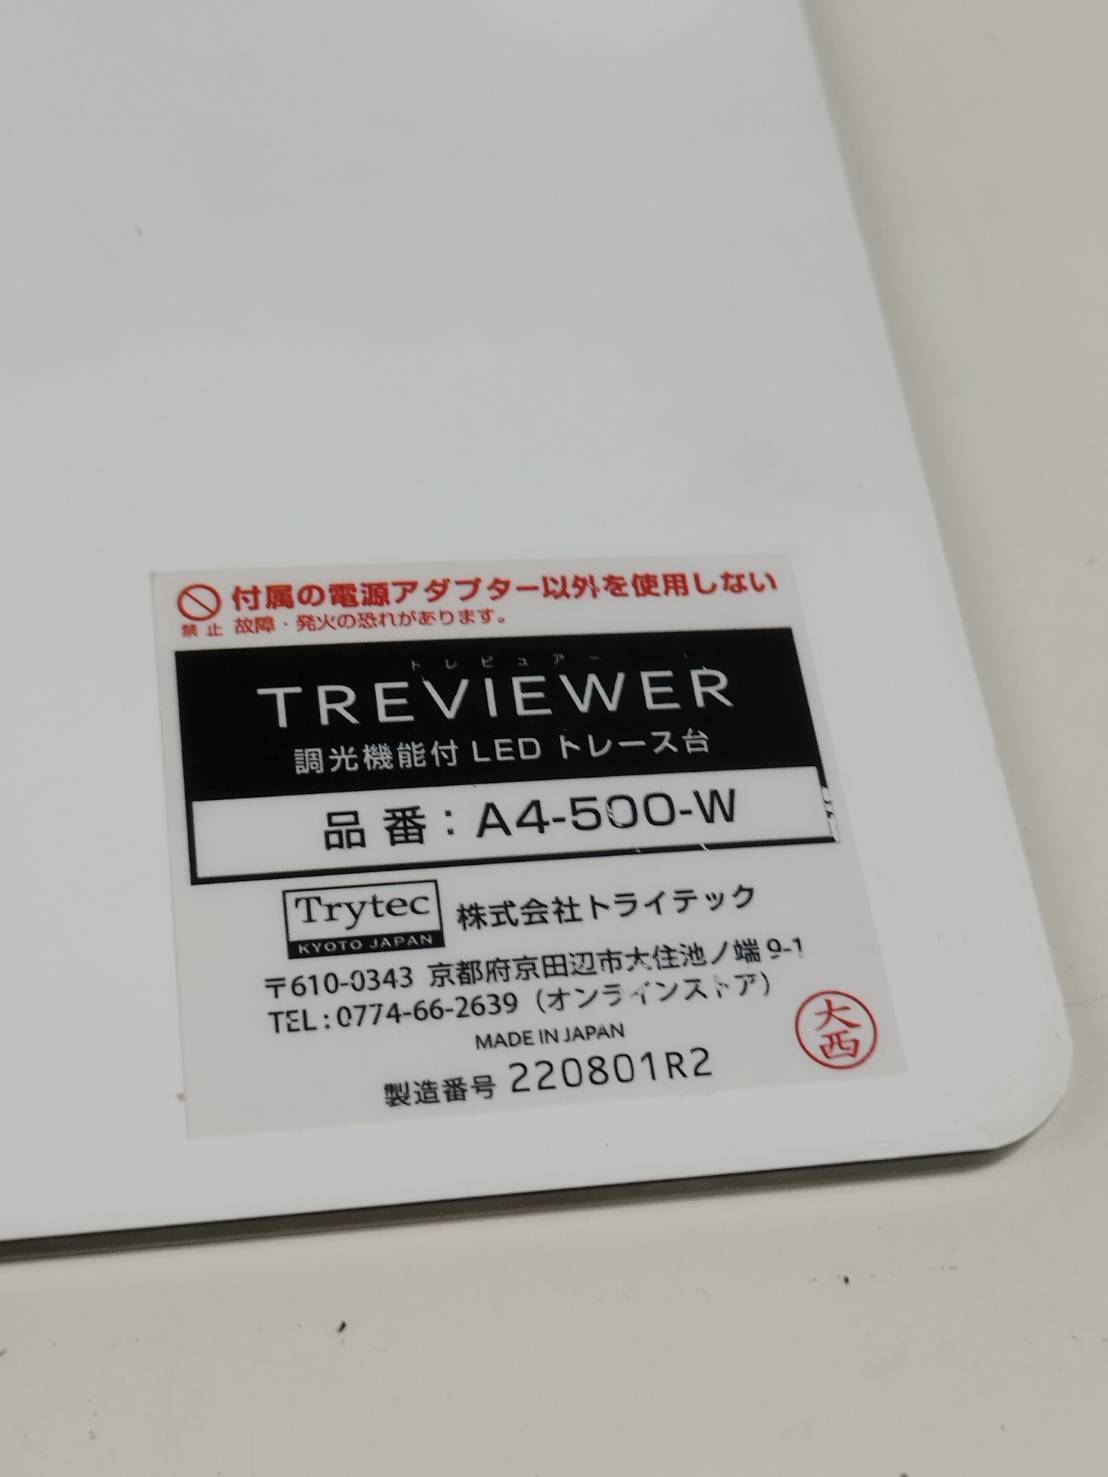 付属の電源アダプター以外を使用しない
禁止 故障・発火の恐れがあります。
トレビュアー
TREVIEWER
調光機能付 LED トレース台
品番：A4-500-W
Trytec
KYOTO JAPAN
株式会社トライテック
〒610-0343 京都府京田辺市大住池ノ端 9-1
TEL：0774-66-2639（オンラインストア）
MADE IN JAPAN
製造番号 220801R2
大西